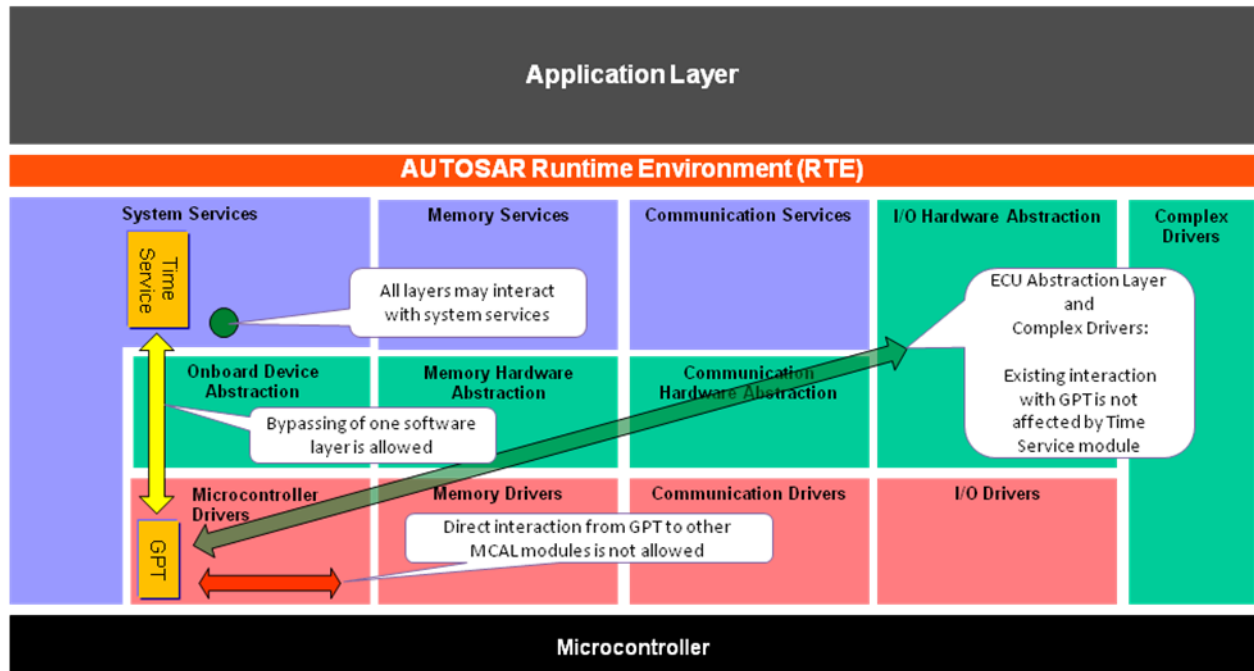 Application Layer
AUTOSAR Runtime Environment (RTE)
System Services
Memory Services
Communication Services
I/O Hardware Abstraction
Complex
Drivers
Time
Service
All layers may interact
with system services
ECU Abstraction Layer
and
Complex Drivers:
Existing interaction
with GPT is not
affected by Time
Service module
Onboard Device
Abstraction
Memory Hardware
Abstraction
Communication
Hardware Abstraction
Bypassing of one software
layer is allowed
Microcontroller
Drivers
Memory Drivers
Communication Drivers
I/O Drivers
GPT
Direct interaction from GPT to other
MCAL modules is not allowed
Microcontroller